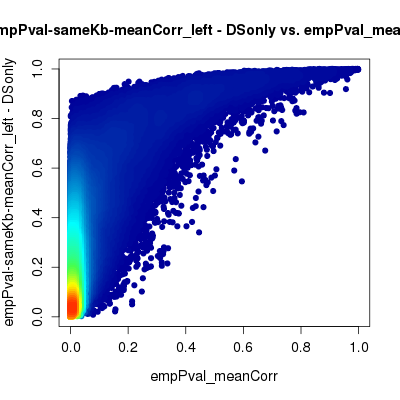 empPval-sameKb-meanCorr_left - DSonly vs. empPval_mea
empPval-sameKb-meanCorr_left - DSonly
1.0
0.8
0.6
0.4
0.2
0.0
0.0 0.2 0.4 0.6 0.8 1.0
empPval_meanCorr